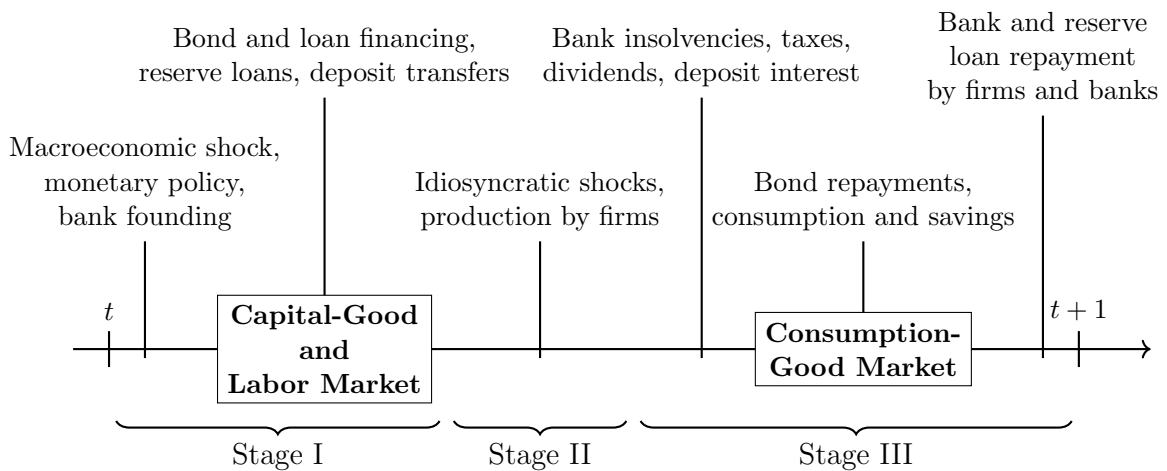 Bond and loan financing,
reserve loans, deposit transfers
Bank insolvencies, taxes,
dividends, deposit interest
Bank and reserve
loan repayment
by firms and banks
Macroeconomic shock,
monetary policy,
bank founding
Idiosyncratic shocks,
production by firms
Bond repayments,
consumption and savings
t
Capital-Good
and
Labor Market
Consumption-
Good Market
t + 1
Stage I
Stage II
Stage III